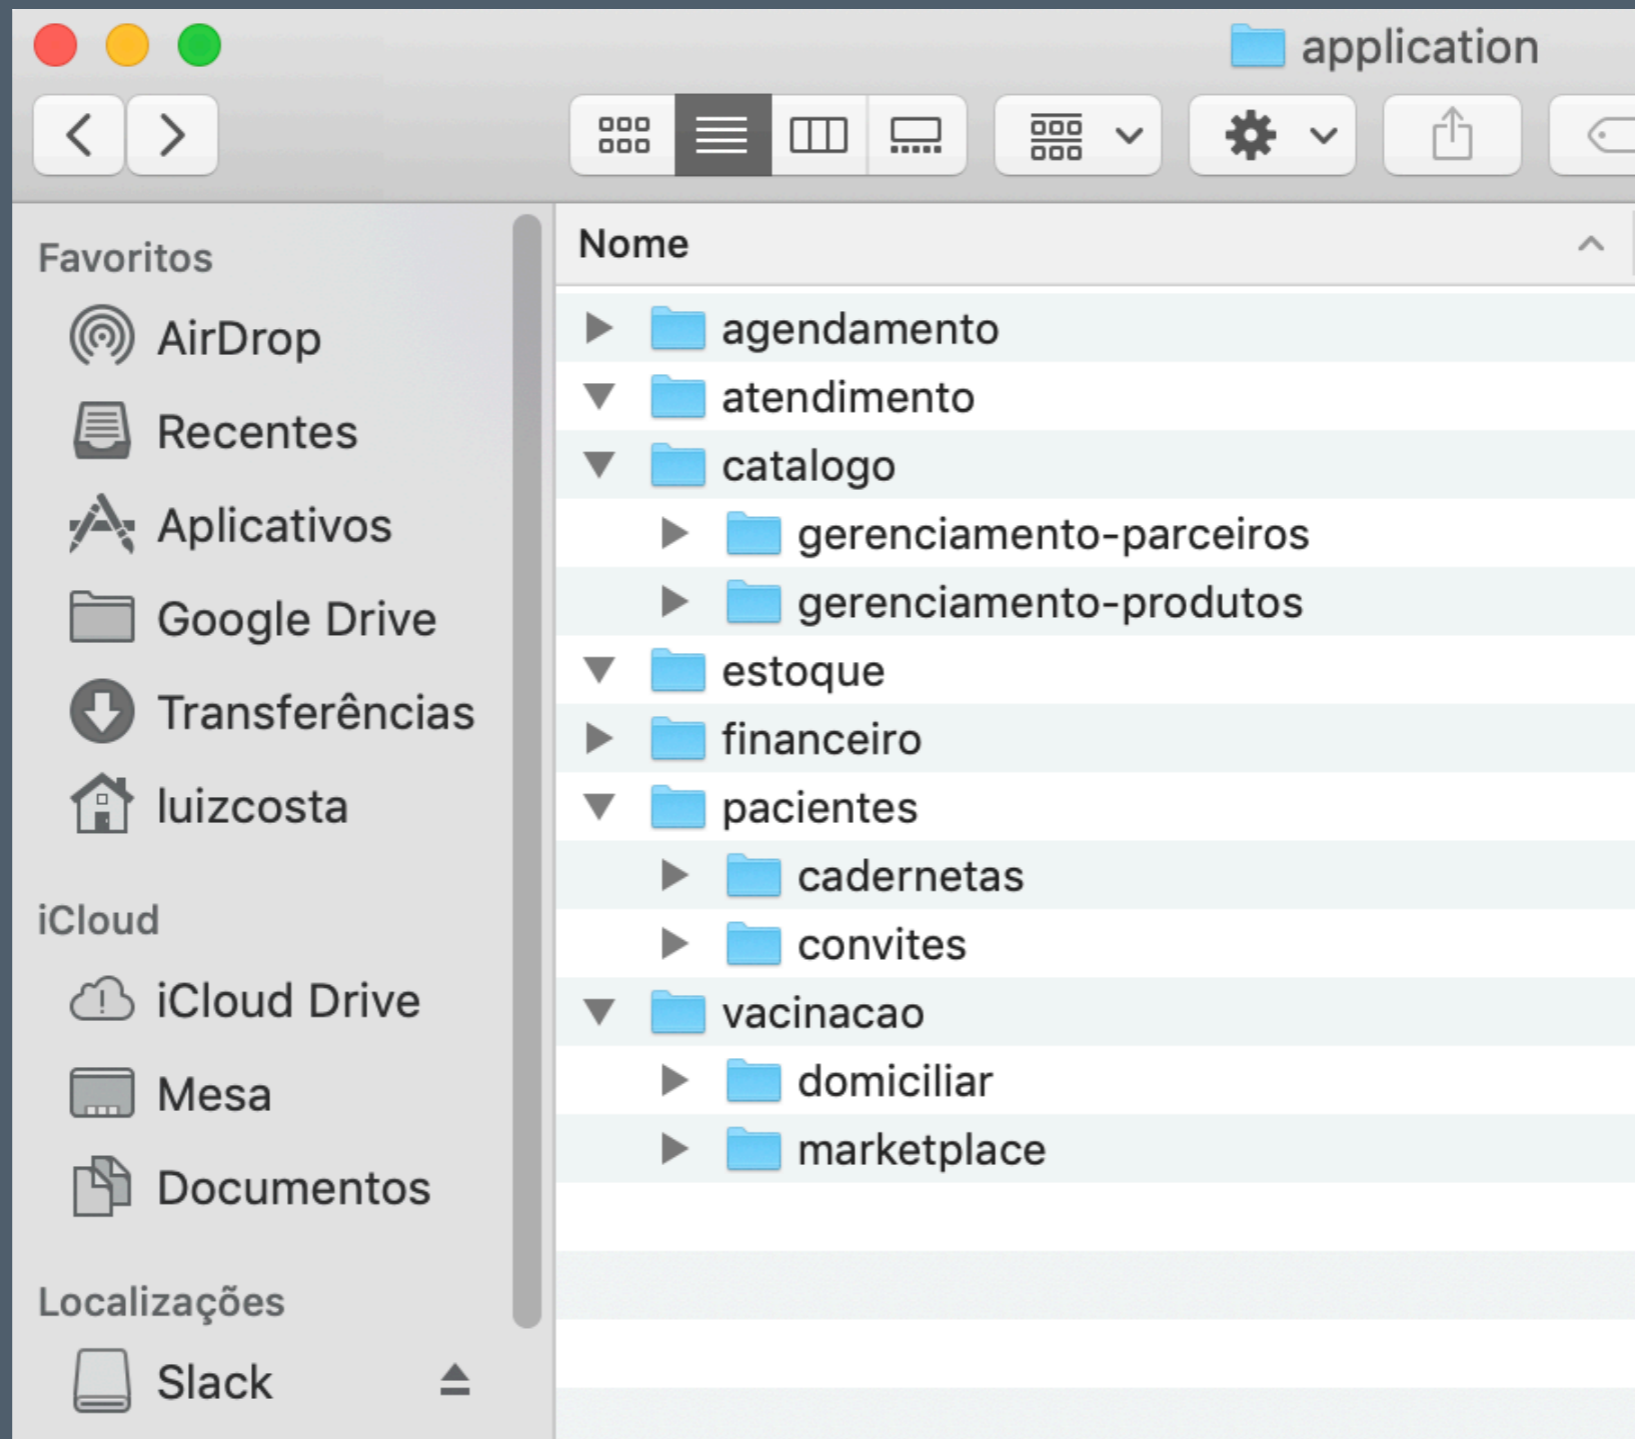 application
Favoritos
AirDrop
Recentes
Aplicativos
Google Drive
Transferências
luizcosta
iCloud
iCloud Drive
Mesa
Documentos
Localizações
Slack
Nome
agendamento
atendimento
catalogo
gerenciamento-parceiros
gerenciamento-produtos
estoque
financeiro
pacientes
cadernetas
convites
vacinacao
domiciliar
marketplace